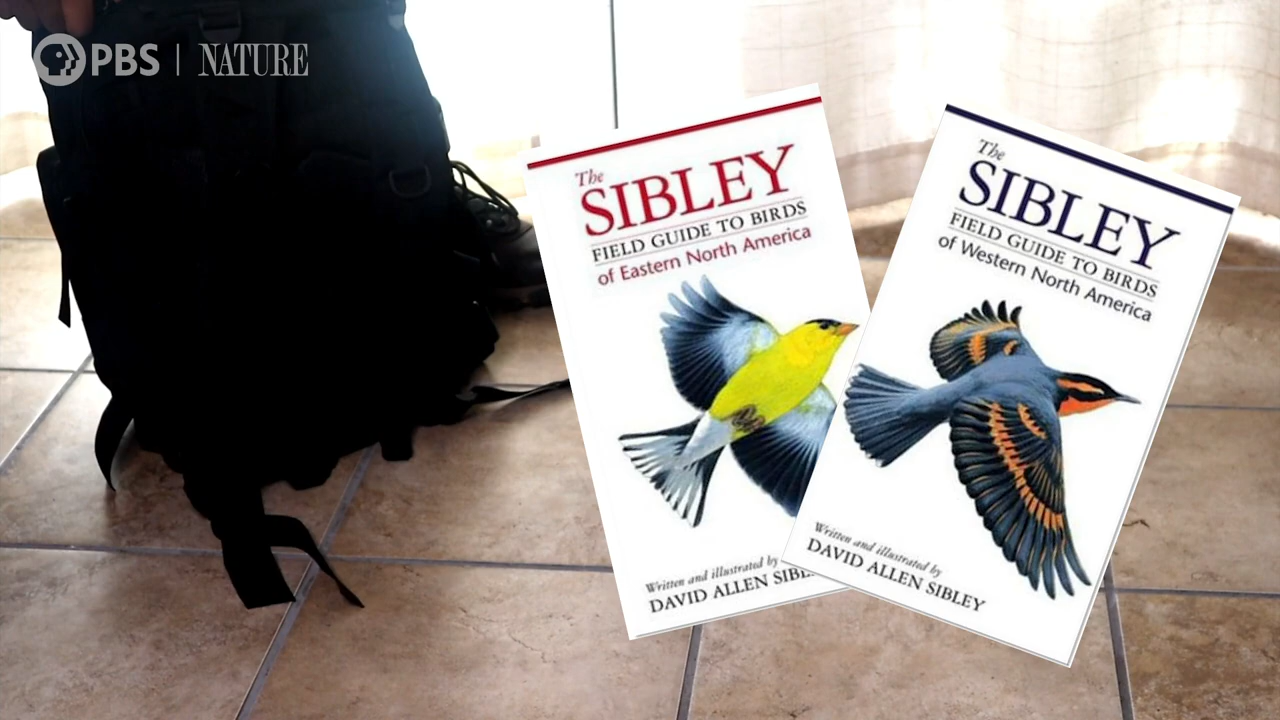 PBS | NATURE
The
SIBLEY
FIELD GUIDE TO BIRDS
of Eastern North America
Written and illustrated by
DAVID ALLEN
The
SIBLEY
FIELD GUIDE TO BIRDS
of Western North America
Written and illustrated by
DAVID ALLEN SIBLEY